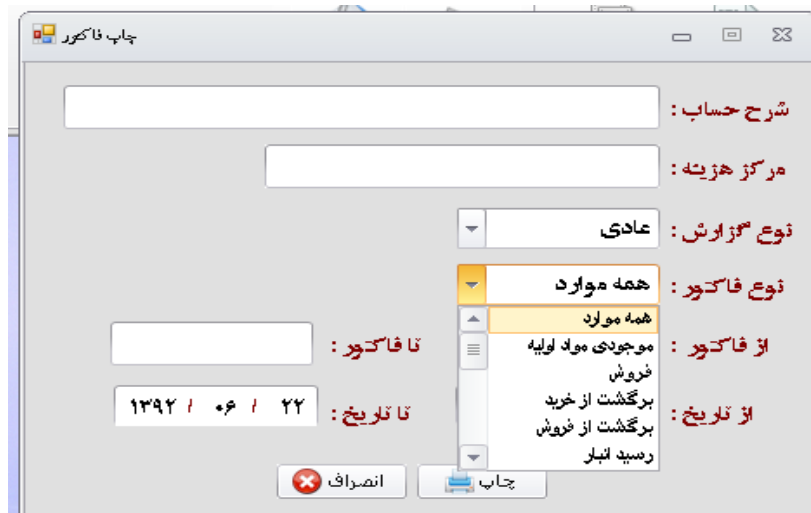 چاپ فاکتور
شرح حساب :
مرکز هزینه :
نوع گزارش : عادی
نوع فاکتور : همه موارد
همه موارد
موجودی مواد اولیه
فروش
برگشت از خرید
برگشت از فروش
رسید انبار
از فاکتور : تا فاکتور :
از تاریخ : تا تاریخ : ۱۳۹۲ / ۰۶ / ۲۲
چاپ انصراف